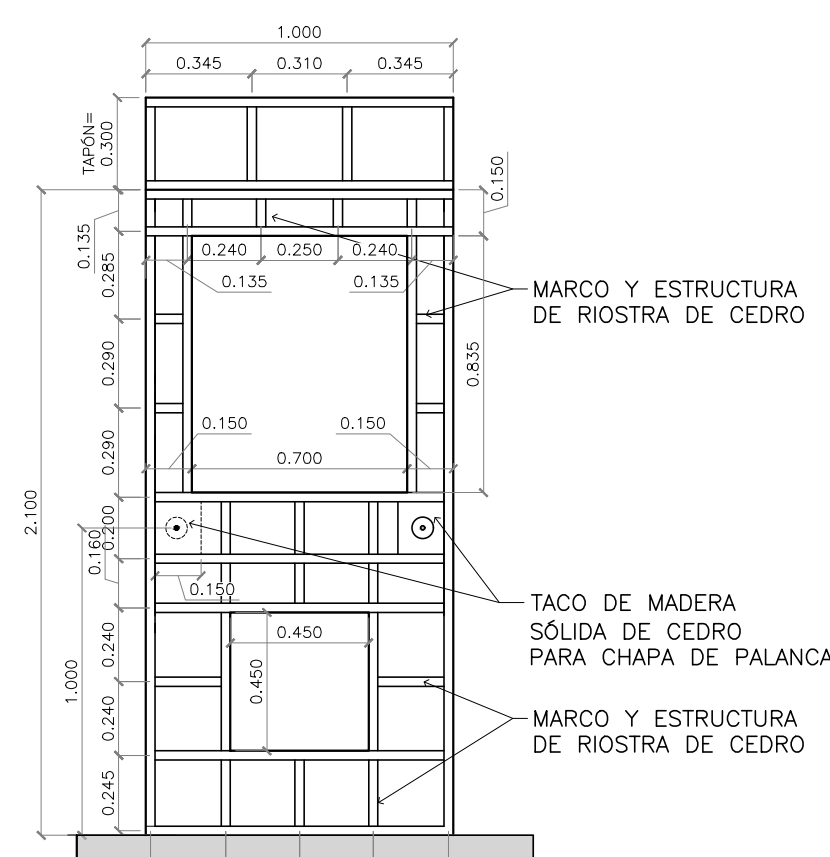 1.000
0.345 0.310 0.345
TAPÓN=
0.300
0.150
0.135
0.240 0.250 0.240
0.285
0.135 0.135
MARCO Y ESTRUCTURA
DE RIOSTRA DE CEDRO
0.290
0.835
0.150 0.150
0.290
0.700
2.100
0.200
0.160
0.150
TACO DE MADERA
SÓLIDA DE CEDRO
PARA CHAPA DE PALANCA
0.450
0.240
0.450
1.000
0.240
MARCO Y ESTRUCTURA
DE RIOSTRA DE CEDRO
0.245